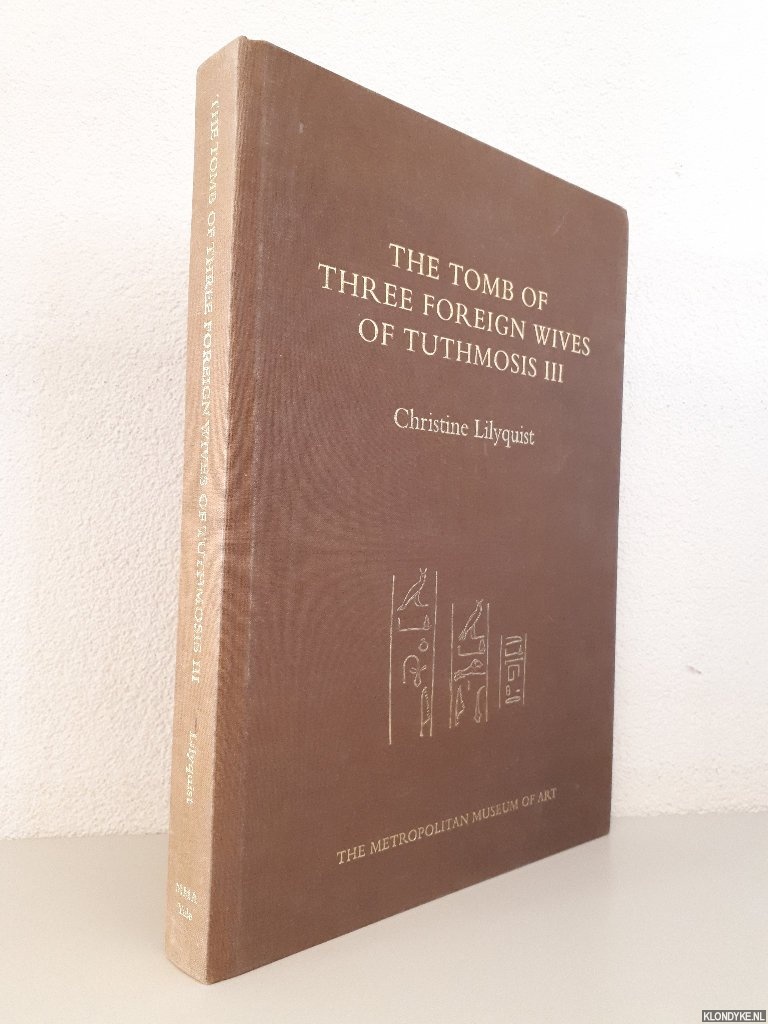 THE TOMB OF
THREE FOREIGN WIVES
OF TUTHMOSIS III
Christine Lilyquist
THE METROPOLITAN MUSEUM OF ART
THE TOMB OF THREE FOREIGN WIVES OF TUTHMOSIS III
Lilyquist
MMA
Yale
KLONDYKE.NL